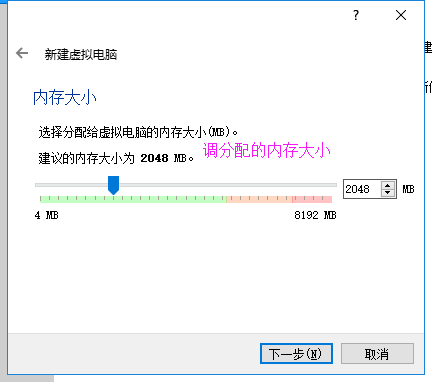 ?
新建虚拟电脑
内存大小
选择分配给虚拟电脑的内存大小(MB)。
建议的内存大小为 2048 MB。
调分配的内存大小
2048 MB
4 MB 8192 MB
下一步(N) 取消
建